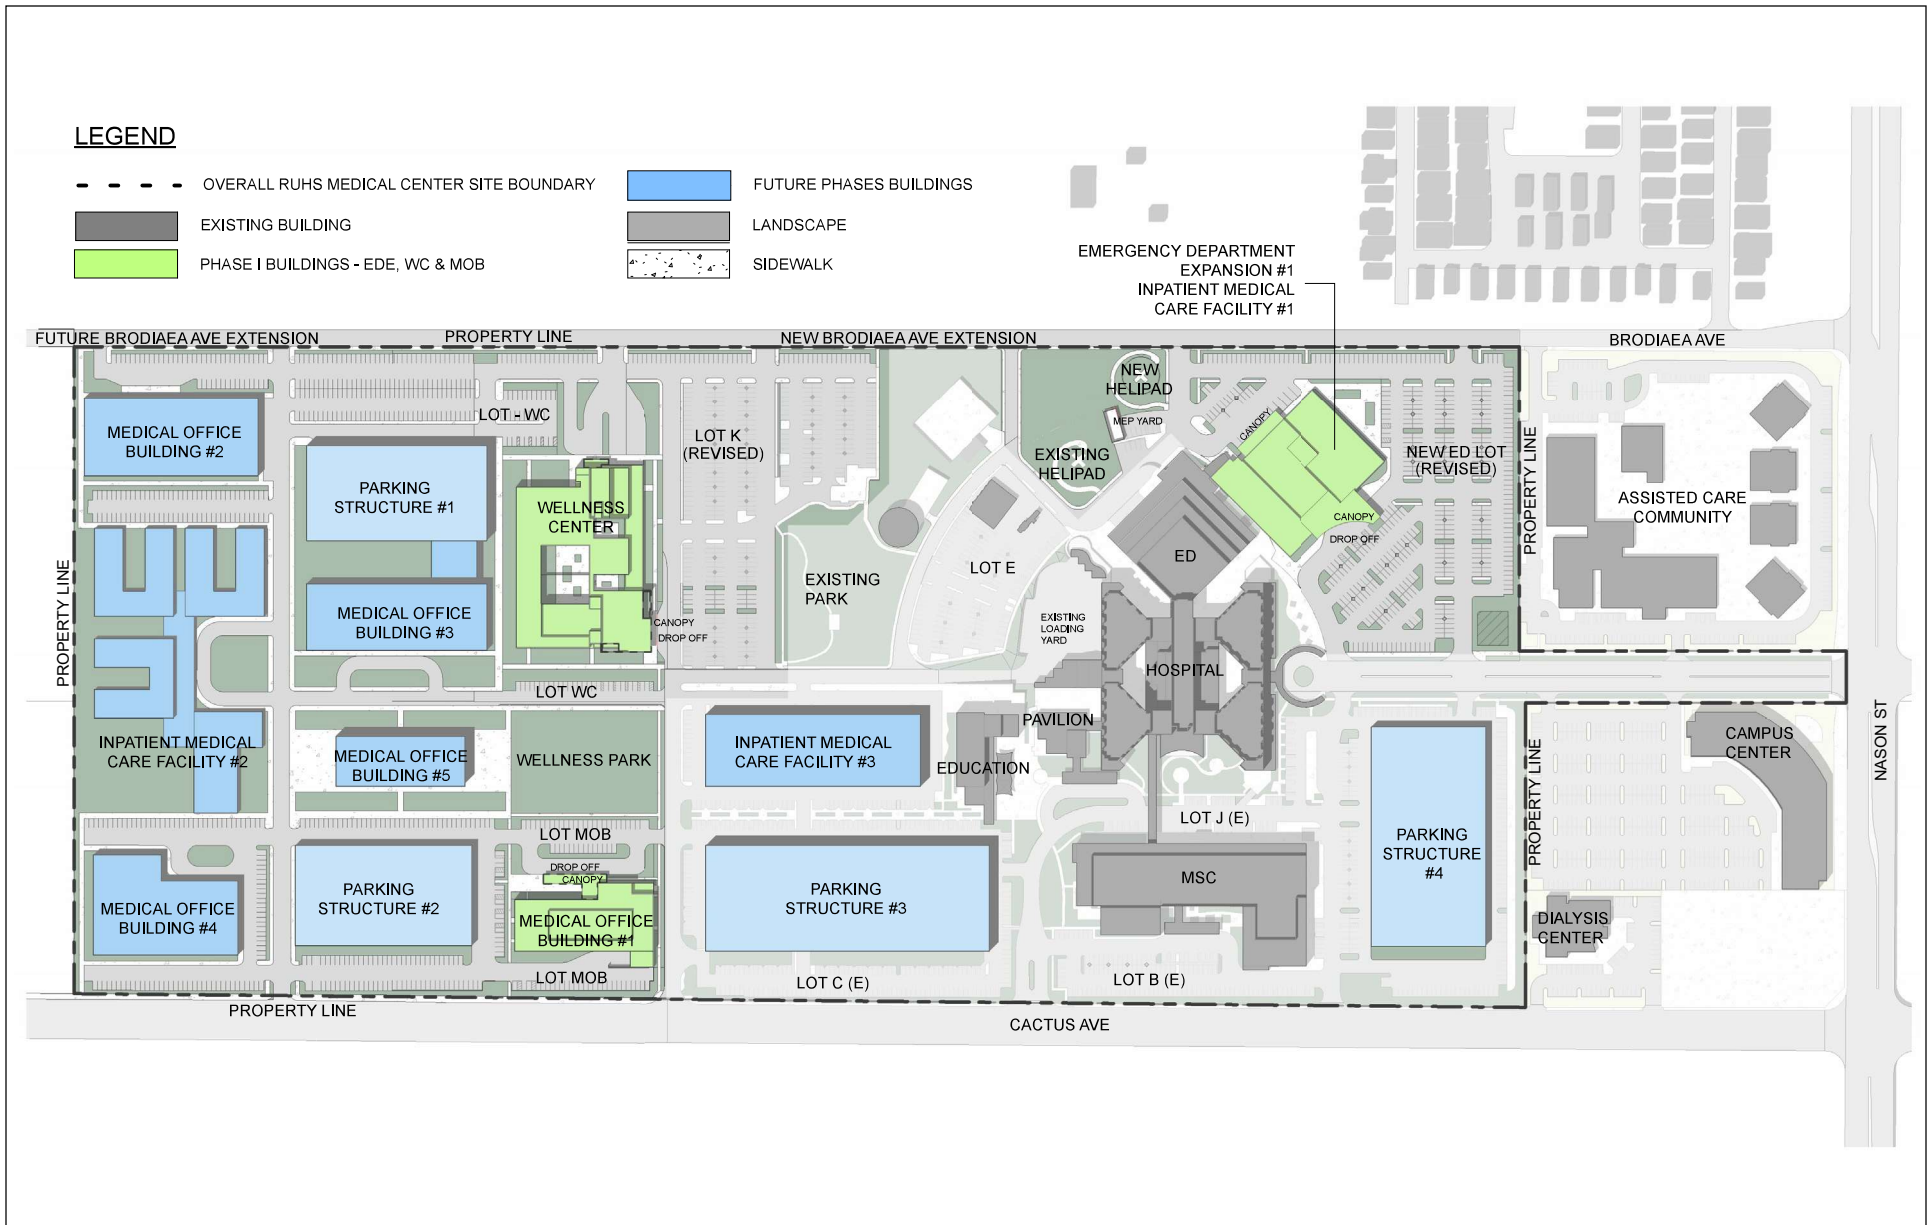 LEGEND
OVERALL RUHS MEDICAL CENTER SITE BOUNDARY
FUTURE PHASES BUILDINGS
EXISTING BUILDING
LANDSCAPE
PHASE I BUILDINGS - EDE, WC & MOB
SIDEWALK
EMERGENCY DEPARTMENT
EXPANSION #1
INPATIENT MEDICAL
CARE FACILITY #1
FUTURE BRODIAEA AVE EXTENSION
PROPERTY LINE
NEW BRODIAEA AVE EXTENSION
BRODIAEA AVE
NEW
HELIPAD
MEP YARD
CANOPY
LOT - WC
MEDICAL OFFICE
BUILDING #2
LOT K
(REVISED)
EXISTING
HELIPAD
NEW ED LOT
(REVISED)
PROPERTY LINE
PARKING
STRUCTURE #1
WELLNESS
CENTER
ASSISTED CARE
COMMUNITY
CANOPY
DROP OFF
ED
LOT E
EXISTING
PARK
PROPERTY LINE
MEDICAL OFFICE
BUILDING #3
CANOPY
DROP OFF
EXISTING
LOADING
YARD
HOSPITAL
LOT WC
PAVILION
INPATIENT MEDICAL
CARE FACILITY #2
MEDICAL OFFICE
BUILDING #5
WELLNESS PARK
INPATIENT MEDICAL
CARE FACILITY #3
EDUCATION
CAMPUS
CENTER
NASON ST
PROPERTY LINE
LOT J (E)
LOT MOB
DROP OFF
CANOPY
PARKING
STRUCTURE
#4
MSC
MEDICAL OFFICE
BUILDING #4
PARKING
STRUCTURE #2
MEDICAL OFFICE
BUILDING #1
PARKING
STRUCTURE #3
DIALYSIS
CENTER
LOT MOB
LOT C (E)
LOT B (E)
PROPERTY LINE
CACTUS AVE